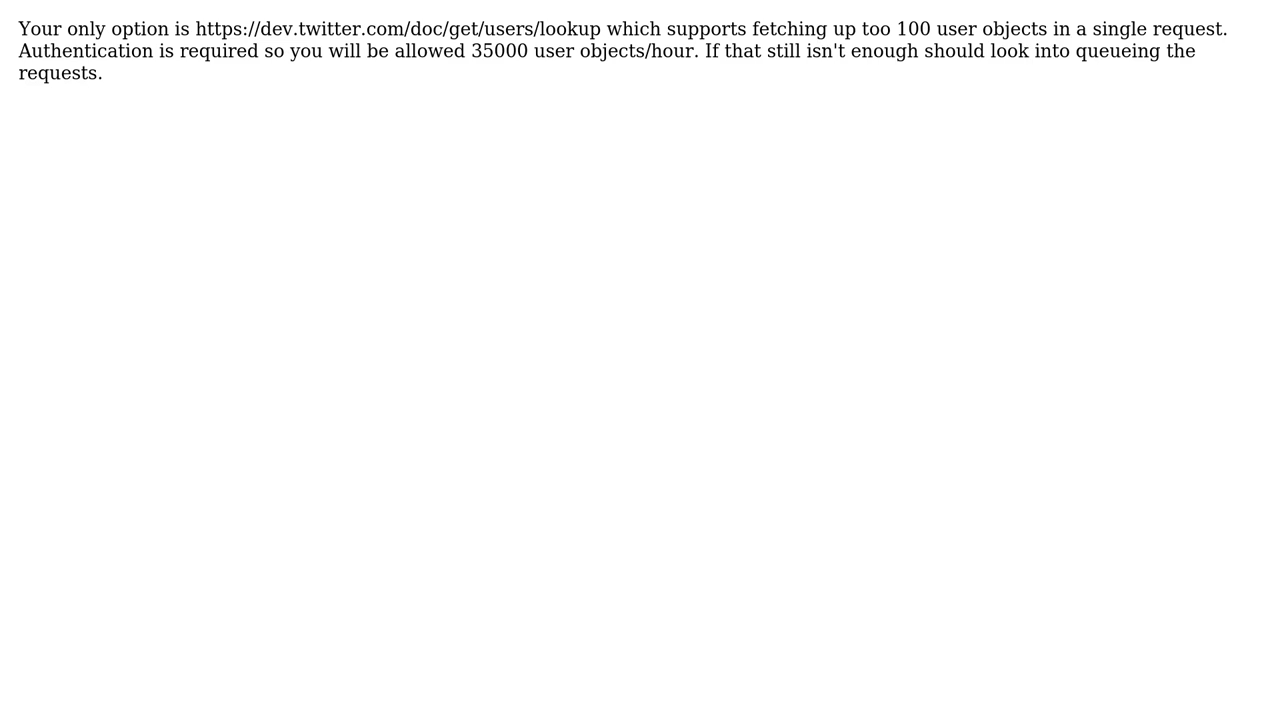 Your only option is https://dev.twitter.com/doc/get/users/lookup which supports fetching up too 100 user objects in a single request.
Authentication is required so you will be allowed 35000 user objects/hour. If that still isn't enough should look into queueing the
requests.